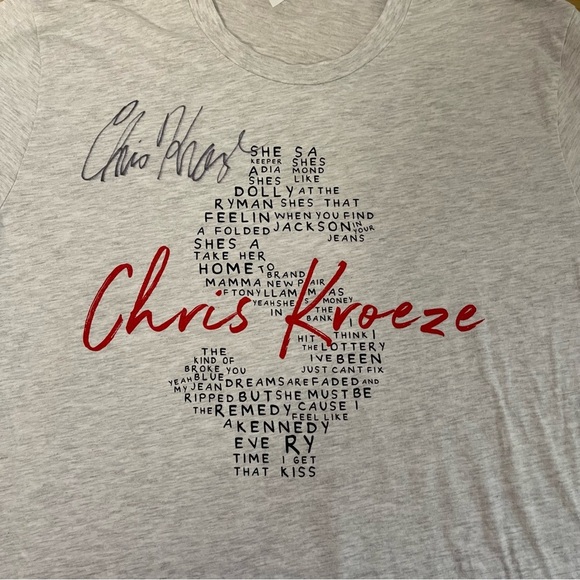 Chris Kroeze
SHE SA
KEEPER SHES
A DIA MOND
SHES LIKE
DOLLY AT THE
RYMAN SHES THAT
FEELIN WHEN YOU FIND
A FOLDED JACKSON IN YOUR
SHES A JEANS
TAKE HER
HOME TO BRAND
MAMMA NEW PAIR
OF TONY LLAMMAS
YEAH SHES MONEY
IN THE
BANK I
Chris Kroeze
HIT THINK I
THE THE LOTTERY
KIND OF IVE BEEN
BROKE YOU JUST CANT FIX
YEAH BLUE
MY JEAN DREAMS ARE FADED AND
RIPPED BUT SHE MUST BE
THE REMEDY CAUSE I
FEEL LIKE
A KENNEDY
EVE RY
TIME I GET
THAT KISS